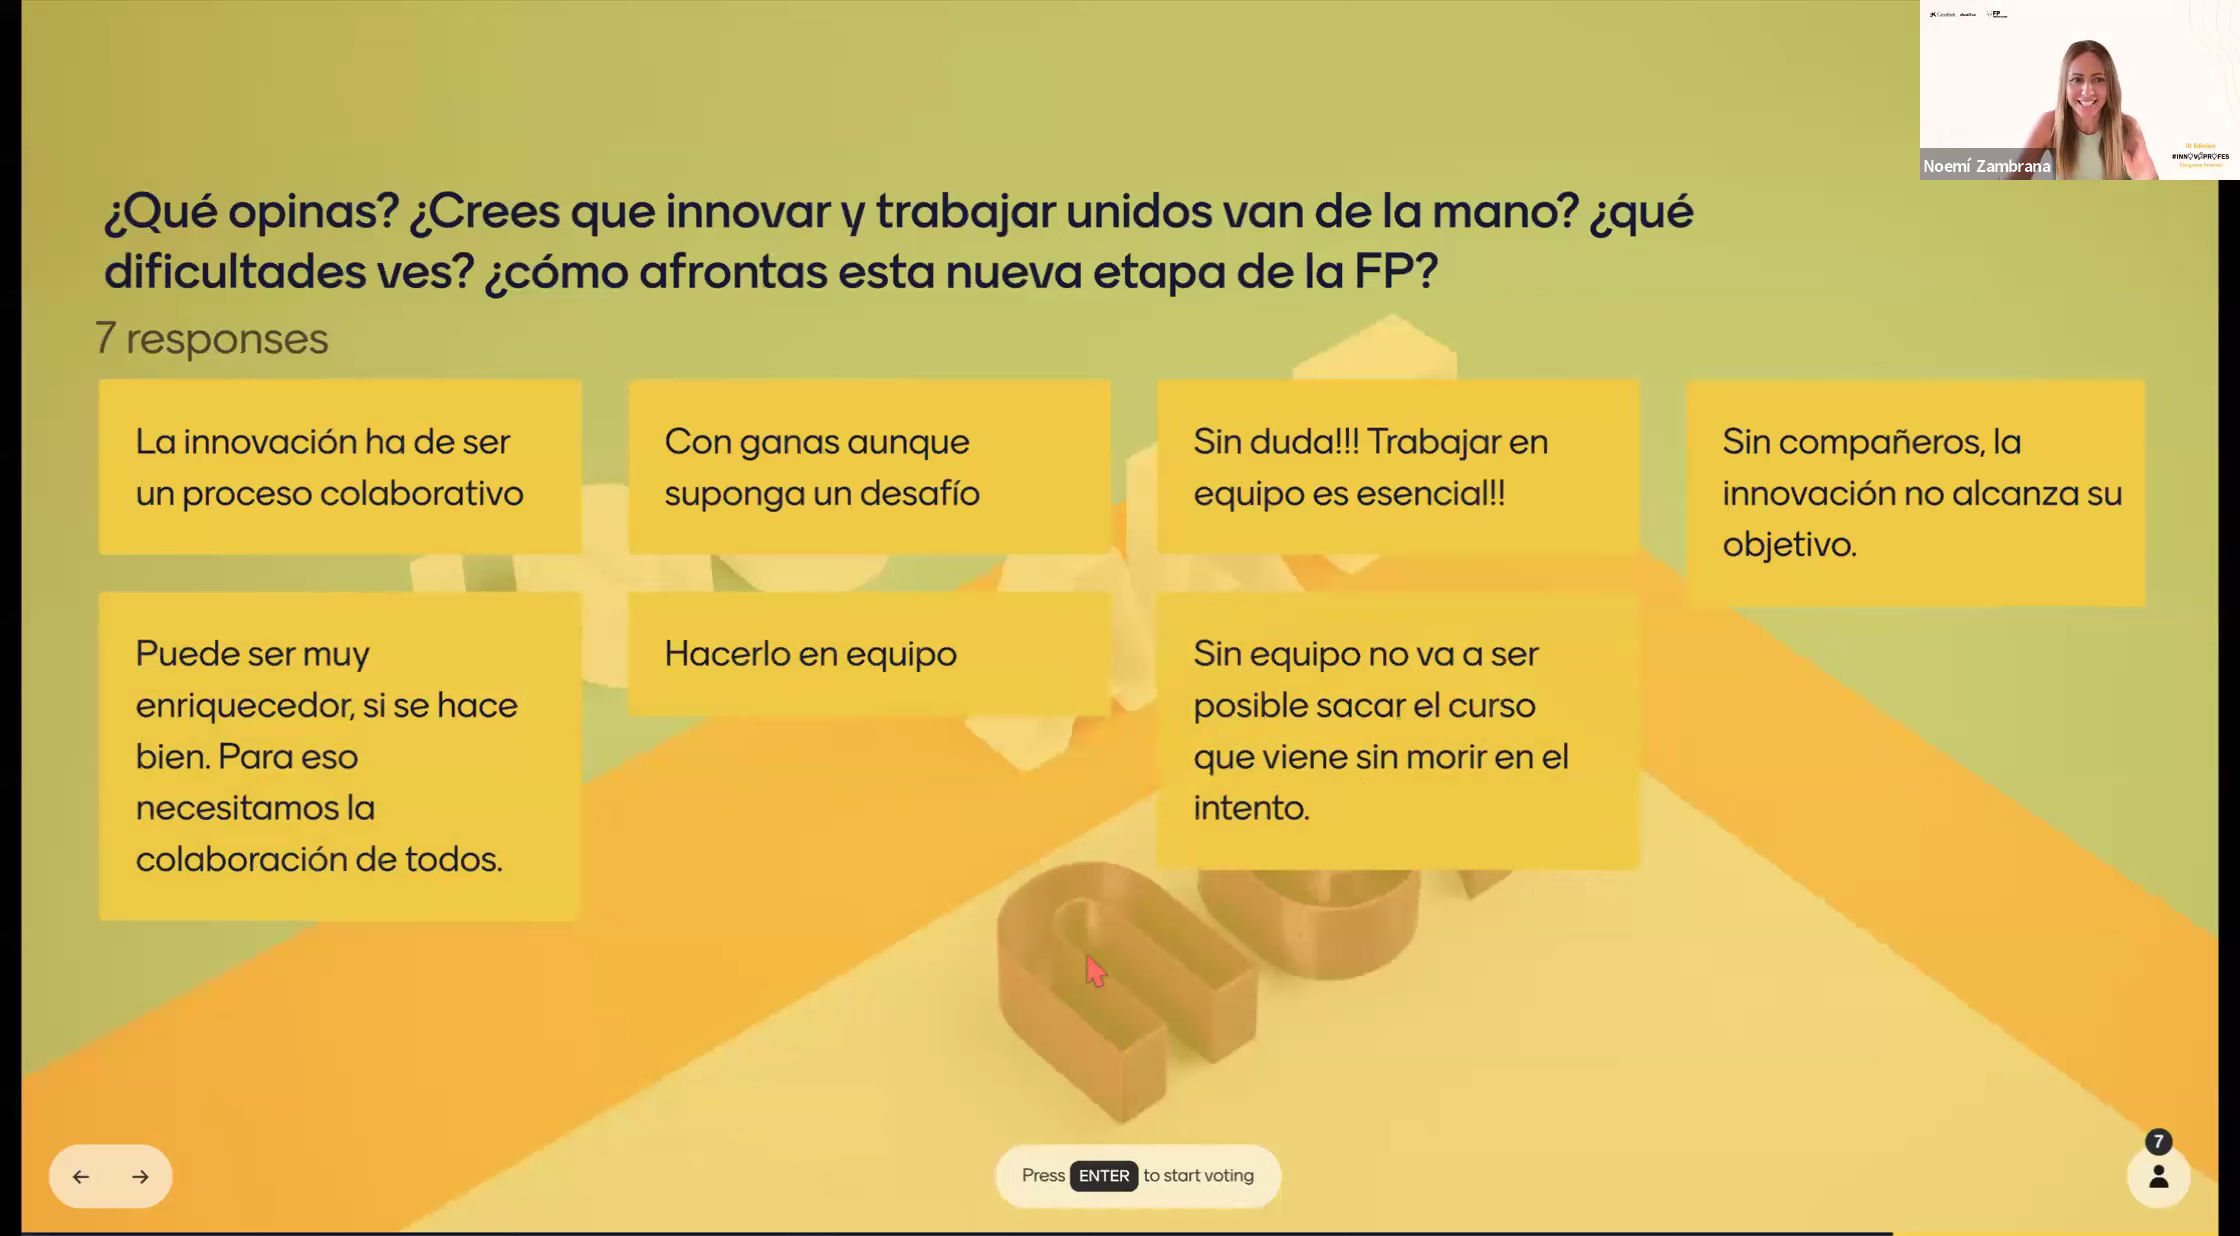 ¿Qué opinas? ¿Crees que innovar y trabajar unidos van de la mano? ¿qué
dificultades ves? ¿cómo afrontas esta nueva etapa de la FP?
7 responses
La innovación ha de ser
un proceso colaborativo
Con ganas aunque
suponga un desafío
Sin duda!!! Trabajar en
equipo es esencial!!
Sin compañeros, la
innovación no alcanza su
objetivo.
Puede ser muy
enriquecedor, si se hace
bien. Para eso
necesitamos la
colaboración de todos.
Hacerlo en equipo
Sin equipo no va a ser
posible sacar el curso
que viene sin morir en el
intento.
Press ENTER to start voting
7
FP
III Edición
#INNOVAPROFES
Noemí Zambrana